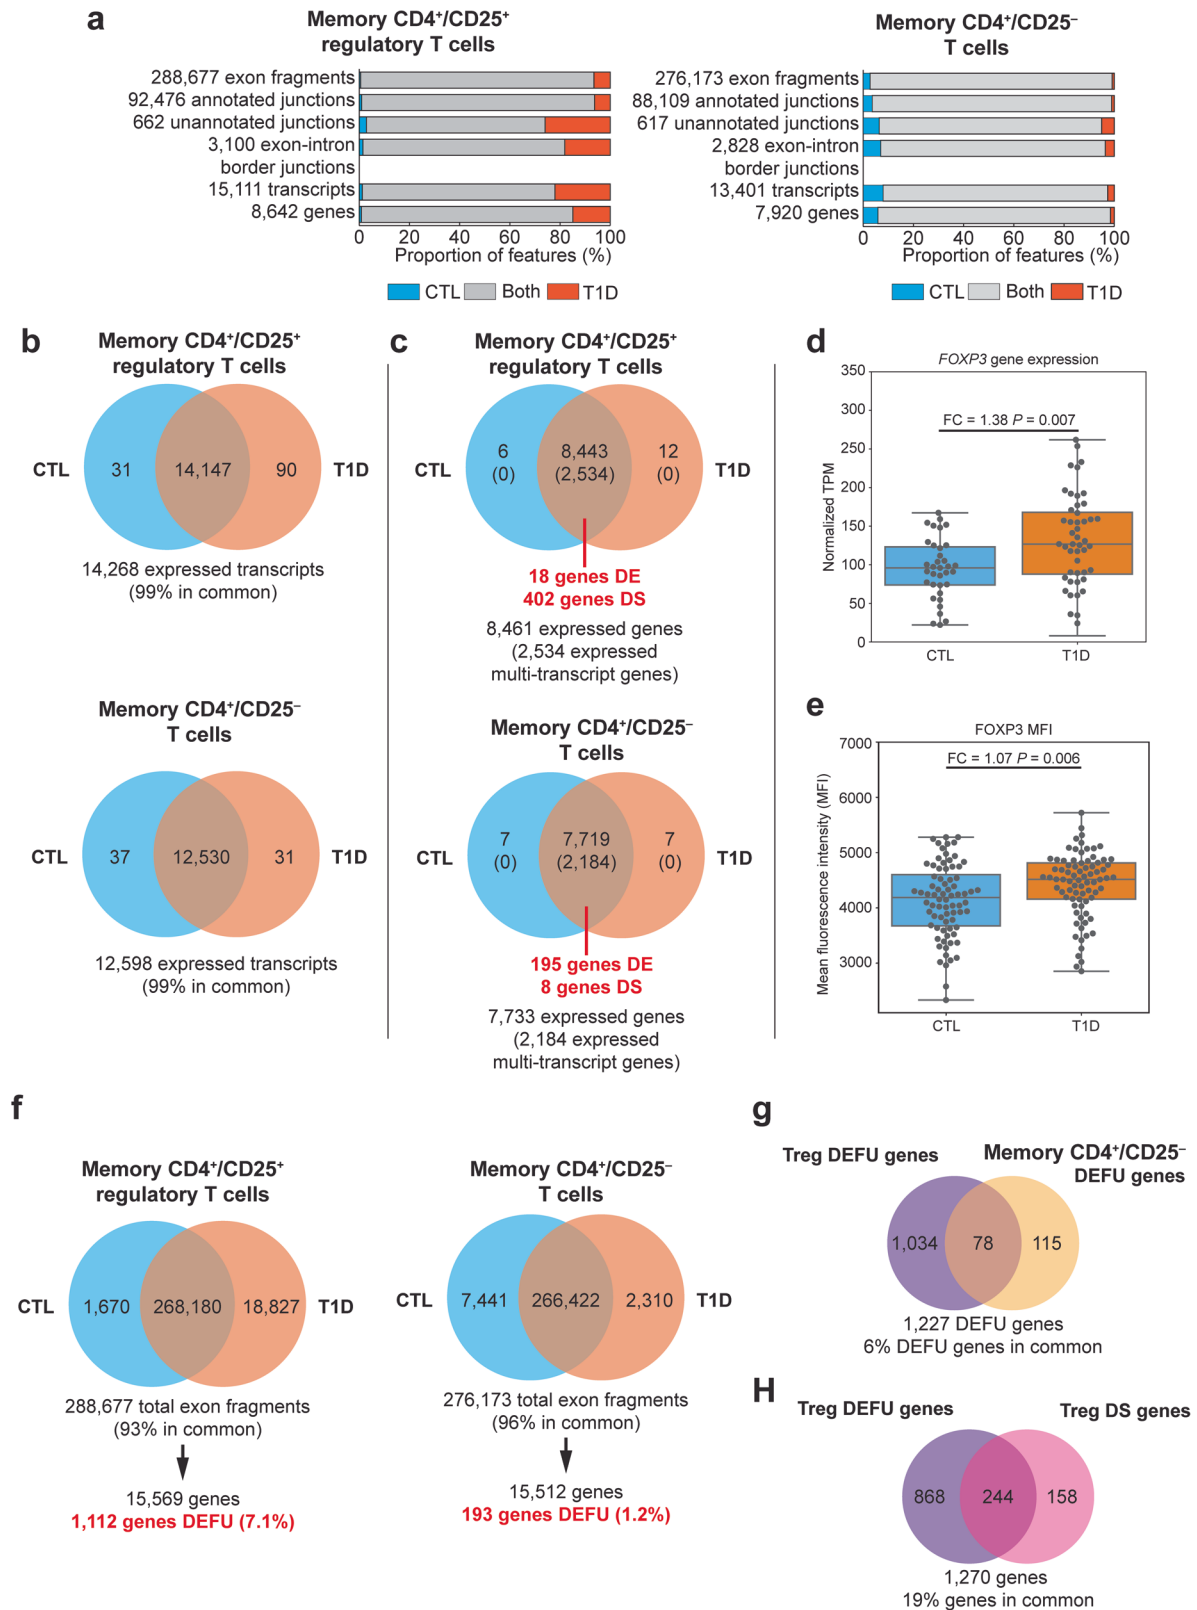 a
Memory CD4+/CD25+
regulatory T cells
288,677 exon fragments
92,476 annotated junctions
662 unannotated junctions
3,100 exon-intron
border junctions
15,111 transcripts
8,642 genes
0 20 40 60 80 100
Proportion of features (%)
CTL Both T1D
Memory CD4+/CD25–
T cells
276,173 exon fragments
88,109 annotated junctions
617 unannotated junctions
2,828 exon-intron
border junctions
13,401 transcripts
7,920 genes
0 20 40 60 80 100
Proportion of features (%)
CTL Both T1D
b
Memory CD4+/CD25+
regulatory T cells
CTL 31 14,147 90 T1D
14,268 expressed transcripts
(99% in common)
Memory CD4+/CD25–
T cells
CTL 37 12,530 31 T1D
12,598 expressed transcripts
(99% in common)
c
Memory CD4+/CD25+
regulatory T cells
6 8,443 12
CTL (0) (2,534) (0) T1D
18 genes DE
402 genes DS
8,461 expressed genes
(2,534 expressed
multi-transcript genes)
Memory CD4+/CD25–
T cells
7 7,719 7
CTL (0) (2,184) (0) T1D
195 genes DE
8 genes DS
7,733 expressed genes
(2,184 expressed
multi-transcript genes)
d
FOXP3 gene expression
Normalized TPM
350
300
250
200
150
100
50
0
FC = 1.38 P = 0.007
CTL T1D
e
FOXP3 MFI
Mean fluorescence intensity (MFI)
7000
6000
5000
4000
3000
FC = 1.07 P = 0.006
CTL T1D
f
Memory CD4+/CD25+
regulatory T cells
CTL 1,670 268,180 18,827 T1D
288,677 total exon fragments
(93% in common)
15,569 genes
1,112 genes DEFU (7.1%)
Memory CD4+/CD25–
T cells
CTL 7,441 266,422 2,310 T1D
276,173 total exon fragments
(96% in common)
15,512 genes
193 genes DEFU (1.2%)
g
Treg DEFU genes
Memory CD4+/CD25–
DEFU genes
1,034 78 115
1,227 DEFU genes
6% DEFU genes in common
H
Treg DEFU genes Treg DS genes
868 244 158
1,270 genes
19% genes in common